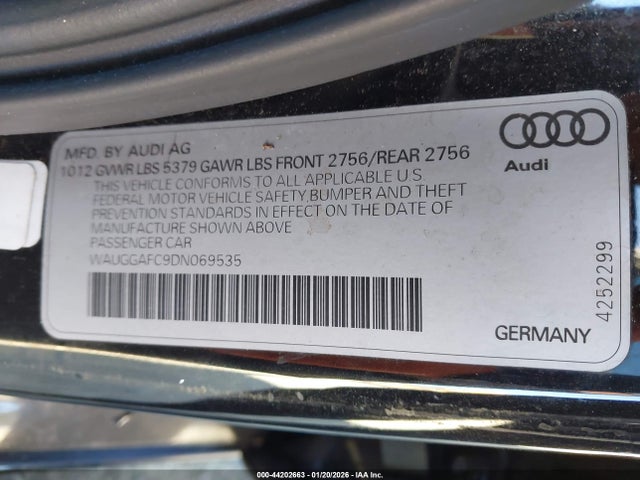 MFD. BY AUDI AG
1012 GVWR LBS 5379 GAWR LBS FRONT 2756/REAR 2756
THIS VEHICLE CONFORMS TO ALL APPLICABLE U.S.
FEDERAL MOTOR VEHICLE SAFETY BUMPER AND THEFT
PREVENTION STANDARDS IN EFFECT ON THE DATE OF
MANUFACTURE SHOWN ABOVE
PASSENGER CAR
WAUGGAFC9DN069535
Audi
4252299
GERMANY
000-44202663 - 01/20/2026 - IAA Inc.